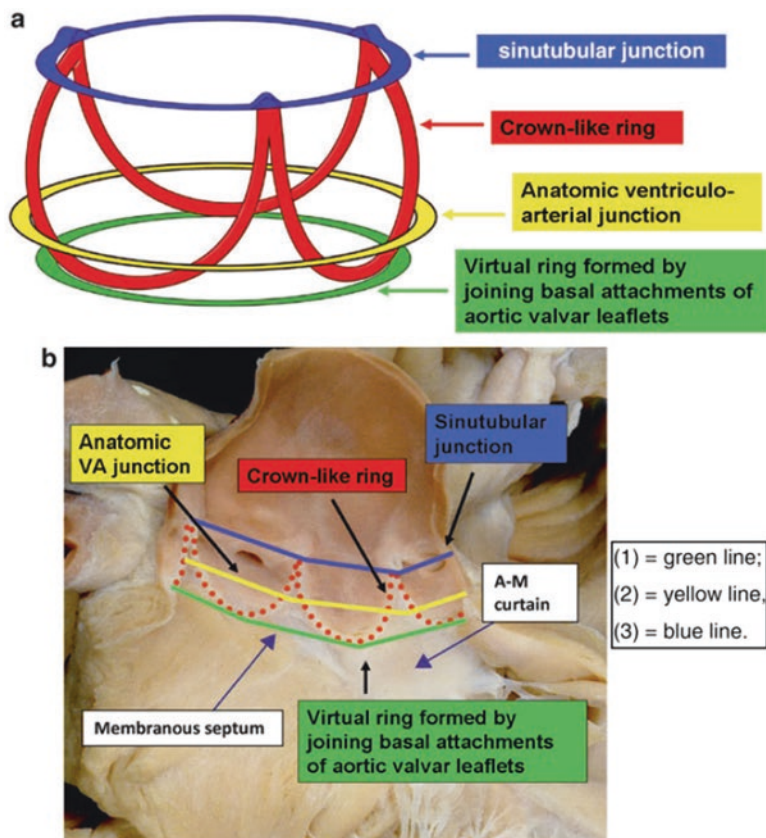 a
sinutubular junction
Crown-like ring
Anatomic ventriculo-
arterial junction
Virtual ring formed by
joining basal attachments of
aortic valvar leaflets
b
Anatomic
VA junction
Crown-like ring
Sinutubular
junction
A-M
curtain
Membranous septum
Virtual ring formed by
joining basal attachments
of aortic valvar leaflets
(1) = green line;
(2) = yellow line,
(3) = blue line.